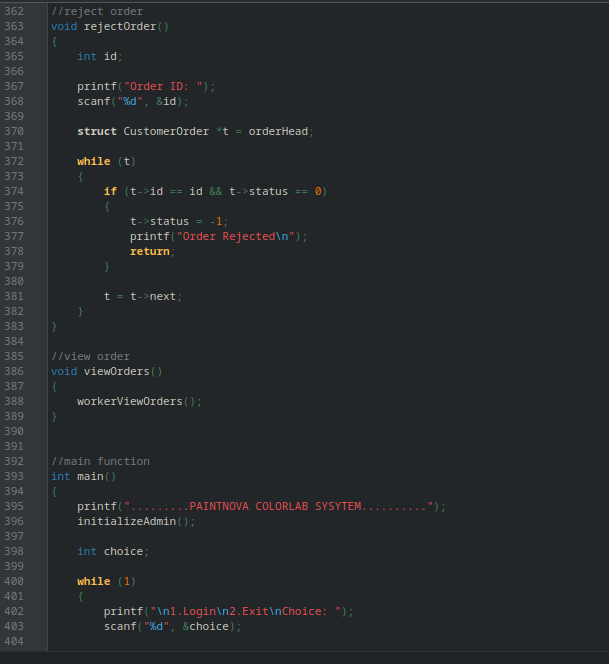 362 //reject order
363 void rejectOrder()
364 {
365     int id;
366
367     printf("Order ID: ");
368     scanf("%d", &id);
369
370     struct CustomerOrder *t = orderHead;
371
372     while (t)
373     {
374         if (t->id == id && t->status == 0)
375         {
376             t->status = -1;
377             printf("Order Rejected\n");
378             return;
379         }
380
381         t = t->next;
382     }
383 }
384
385 //view order
386 void viewOrders()
387 {
388     workerViewOrders();
389 }
390
391
392 //main function
393 int main()
394 {
395     printf(".........PAINTNOVA COLORLAB SYSYTEM..........");
396     initializeAdmin();
397
398     int choice;
399
400     while (1)
401     {
402         printf("\n1.Login\n2.Exit\nChoice: ");
403         scanf("%d", &choice);
404